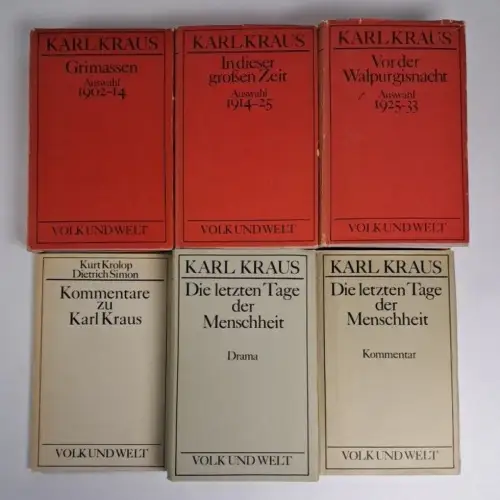 KARL KRAUS
Grimassen
Auswahl
1902–14
VOLK UND WELT
KARL KRAUS
In dieser
großen Zeit
Auswahl
1914–25
VOLK UND WELT
KARL KRAUS
Vor der
Walpurgisnacht
Auswahl
1925–33
VOLK UND WELT
Kurt Krolop
Dietrich Simon
Kommentare
zu
Karl Kraus
VOLK UND WELT
KARL KRAUS
Die letzten Tage
der
Menschheit
Drama
VOLK UND WELT
KARL KRAUS
Die letzten Tage
der
Menschheit
Kommentar
VOLK UND WELT